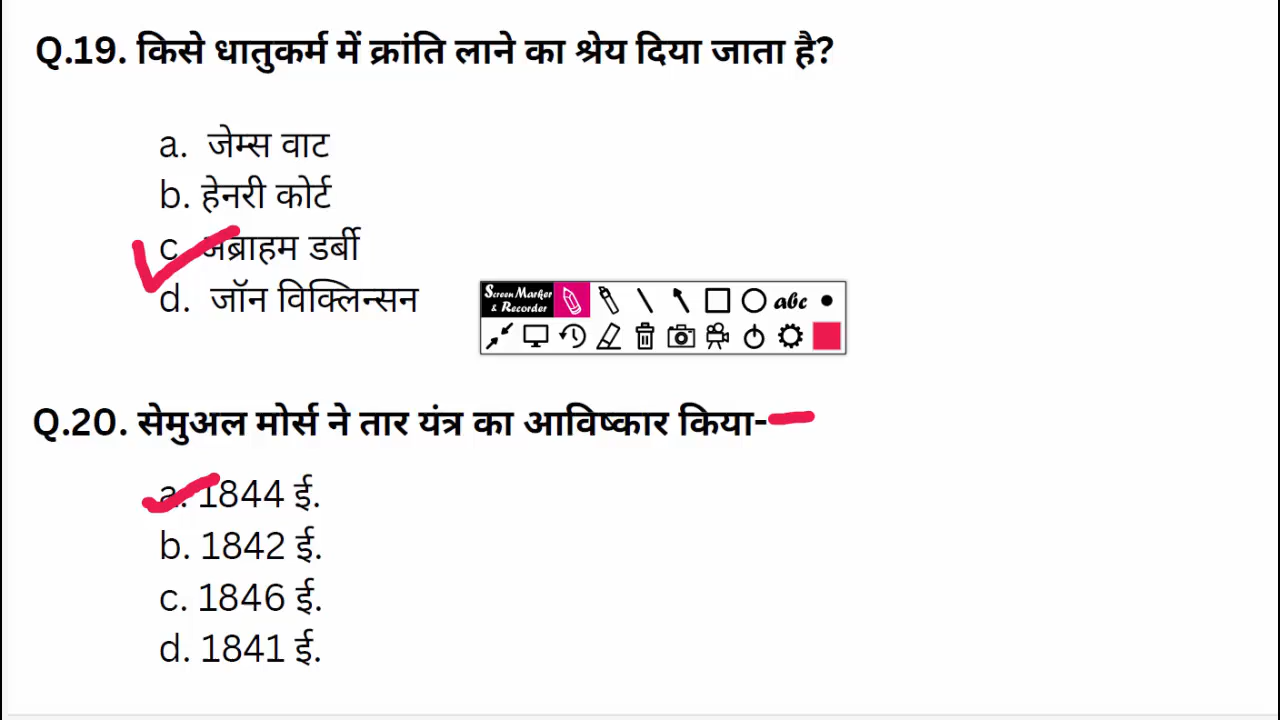 Q.19. किसे धातुकर्म में क्रांति लाने का श्रेय दिया जाता है?
a. जेम्स वाट
b. हेनरी कोर्ट
c. अब्राहम डर्बी
d. जॉन विक्लिन्सन
Screen Marker
& Recorder
abc
Q.20. सेमुअल मोर्स ने तार यंत्र का आविष्कार किया-
a. 1844 ई.
b. 1842 ई.
c. 1846 ई.
d. 1841 ई.